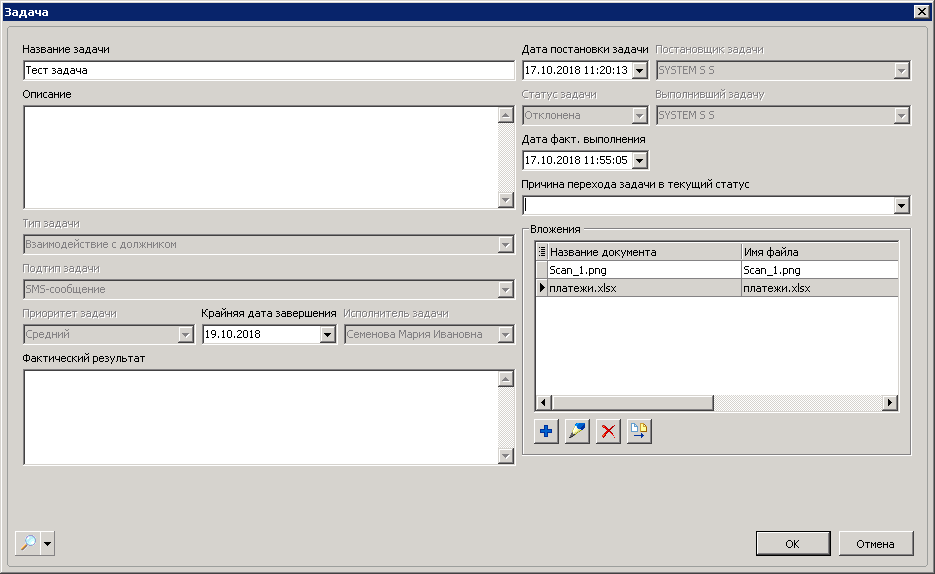 Задача
Название задачи
Тест задача
Описание
Тип задачи
Взаимодействие с должником
Подтип задачи
SMS-сообщение
Приоритет задачи
Средний
Крайняя дата завершения
19.10.2018
Исполнитель задачи
Семенова Мария Ивановна
Фактический результат
Дата постановки задачи
17.10.2018 11:20:13
Постановщик задачи
SYSTEM S S
Статус задачи
Отклонена
Выполнивший задачу
SYSTEM S S
Дата факт. выполнения
17.10.2018 11:55:05
Причина перехода задачи в текущий статус
Вложения
Название документа Имя файла
Scan_1.png Scan_1.png
платежи.xlsx платежи.xlsx
ОК Отмена